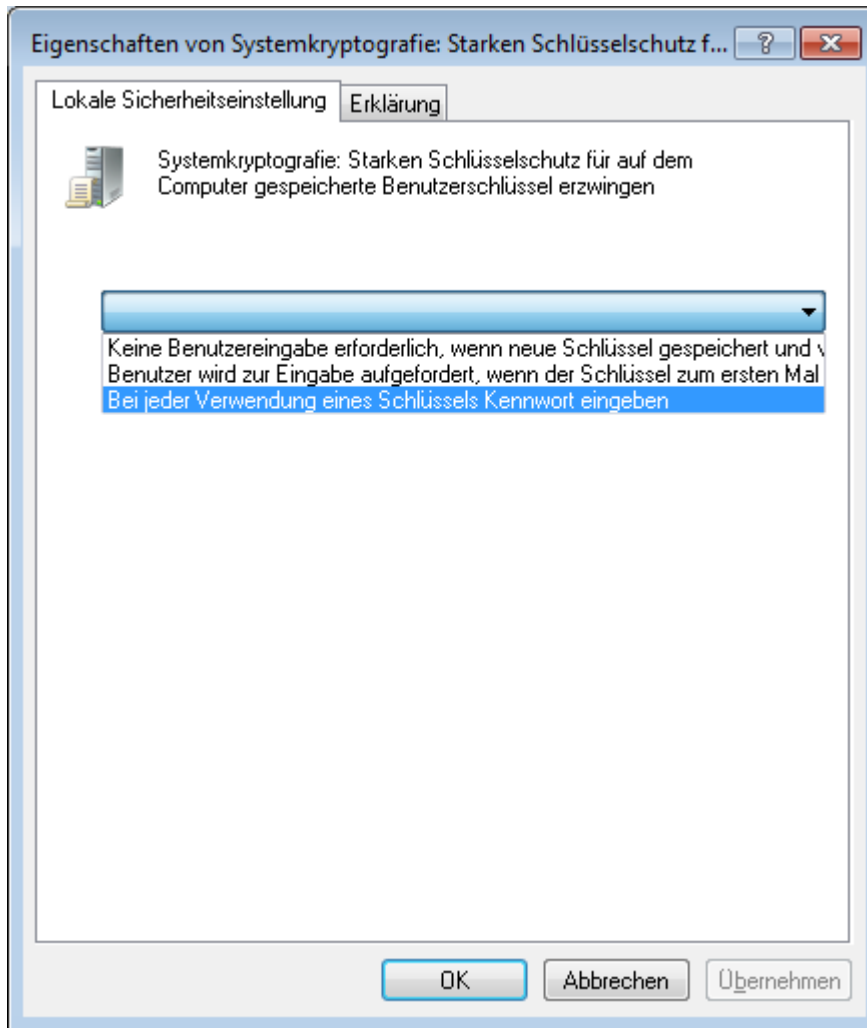 Eigenschaften von Systemkryptografie: Starken Schlüsselschutz f...
Lokale Sicherheitseinstellung
Erklärung
Systemkryptografie: Starken Schlüsselschutz für auf dem
Computer gespeicherte Benutzerschlüssel erzwingen
Keine Benutzereingabe erforderlich, wenn neue Schlüssel gespeichert und
Benutzer wird zur Eingabe aufgefordert, wenn der Schlüssel zum ersten Mal
Bei jeder Verwendung eines Schlüssels Kennwort eingeben
OK
Abbrechen
Übernehmen